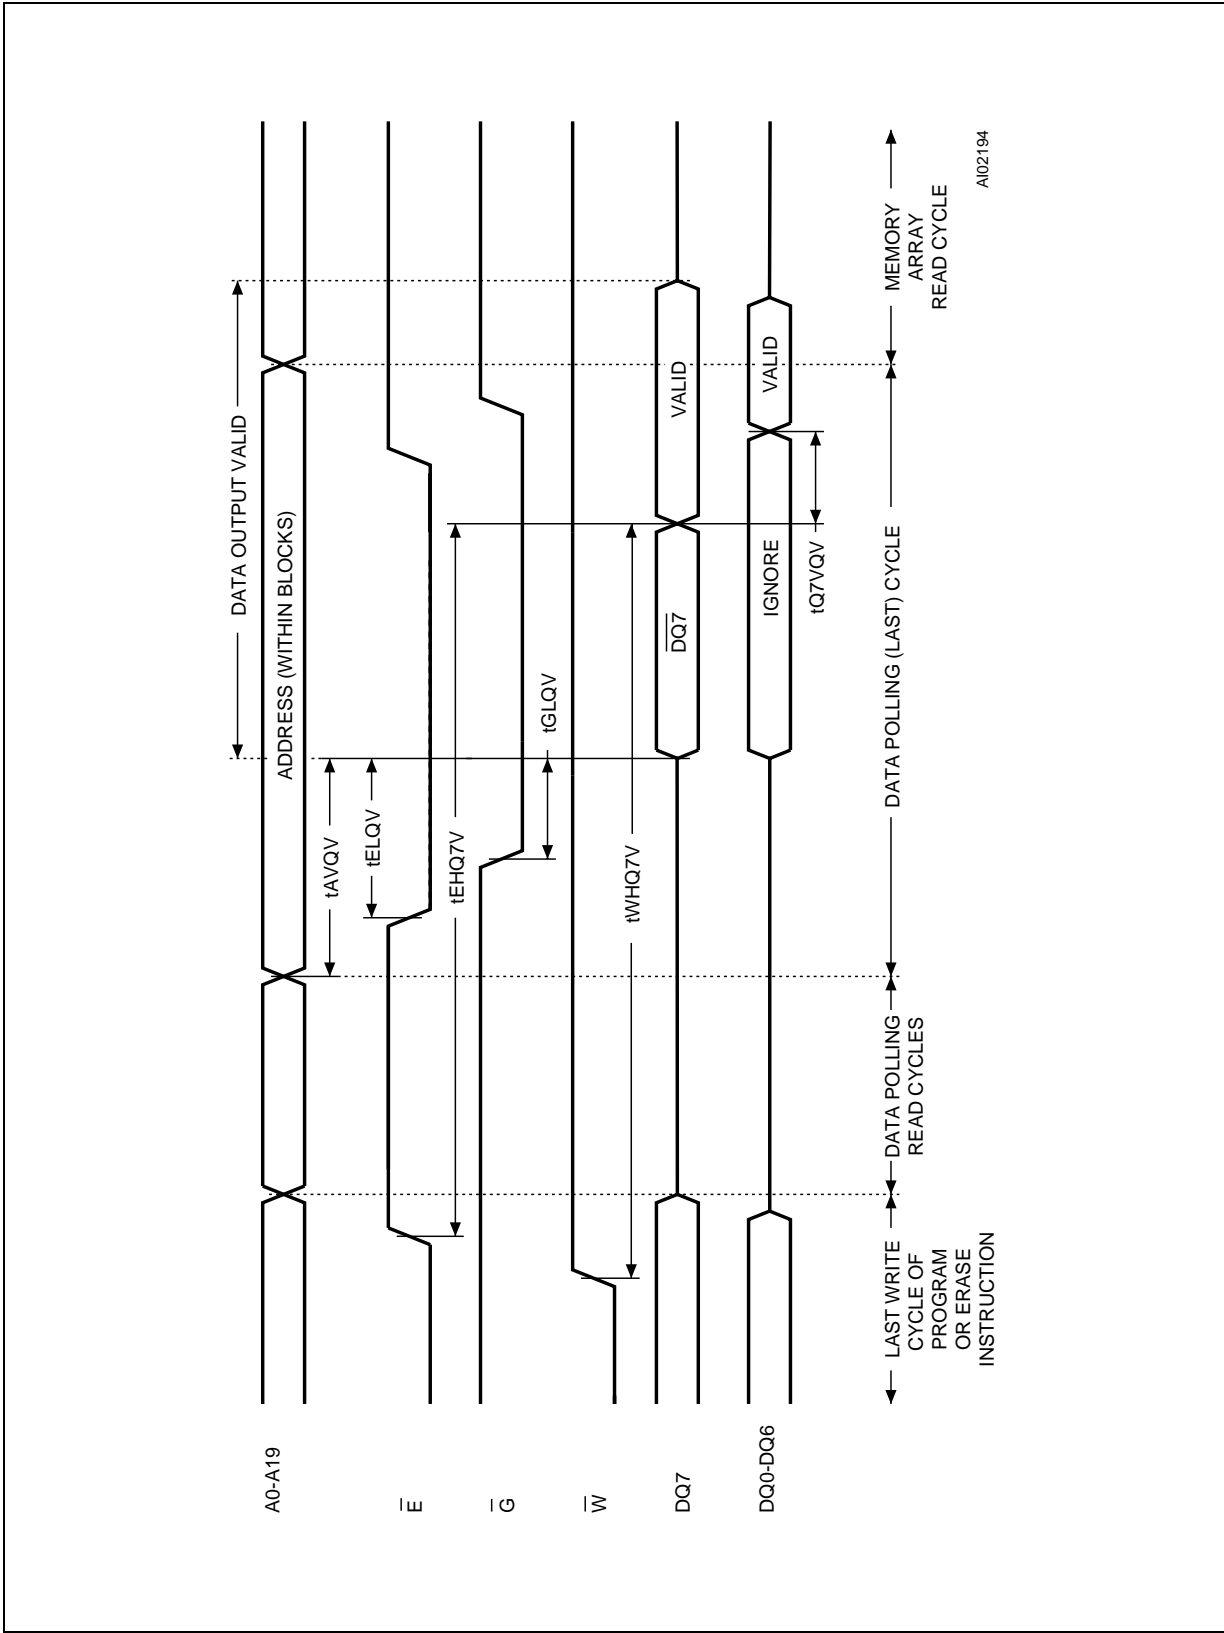 A0-A19
E
G
W
DQ7
DQ0-DQ6
DATA OUTPUT VALID
ADDRESS (WITHIN BLOCKS)
tAVQV
tELQV
tEHQ7V
tGLQV
tWHQ7V
DQ7
VALID
IGNORE
VALID
tQ7VQV
LAST WRITE
CYCLE OF
PROGRAM
OR ERASE
INSTRUCTION
DATA POLLING
READ CYCLES
DATA POLLING (LAST) CYCLE
MEMORY
ARRAY
READ CYCLE
AI02194